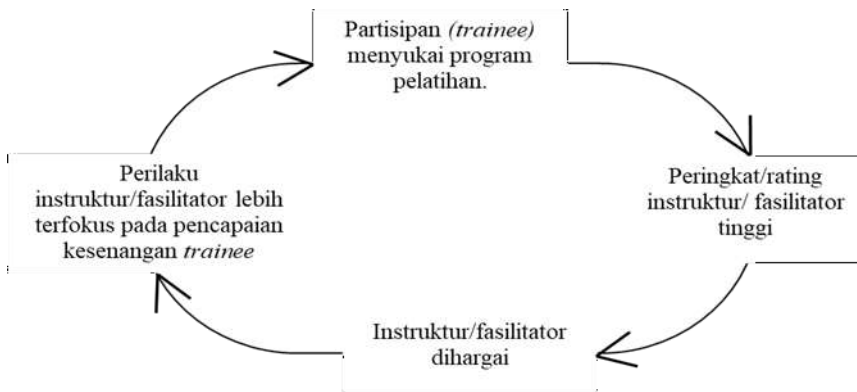 Partisipan (trainee)
menyukai program
pelatihan.
Peringkat/rating
instruktur/ fasilitator
tinggi
Instruktur/fasilitator
dihargai
Perilaku
instruktur/fasilitator lebih
terfokus pada pencapaian
kesenangan trainee